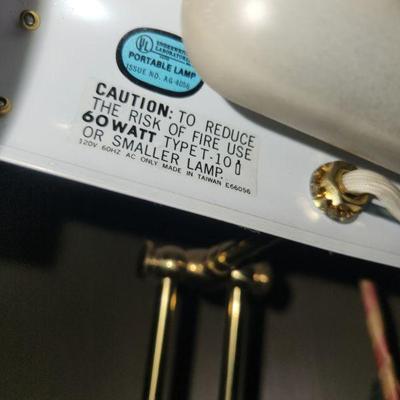 UL
UNDERWRITERS
LABORATORIES
PORTABLE LAMP
ISSUE NO. AG-4056
CAUTION: TO REDUCE
THE RISK OF FIRE USE
60 WATT TYPE T-10
OR SMALLER LAMP.
120V 60HZ AC ONLY MADE IN TAIWAN E66056